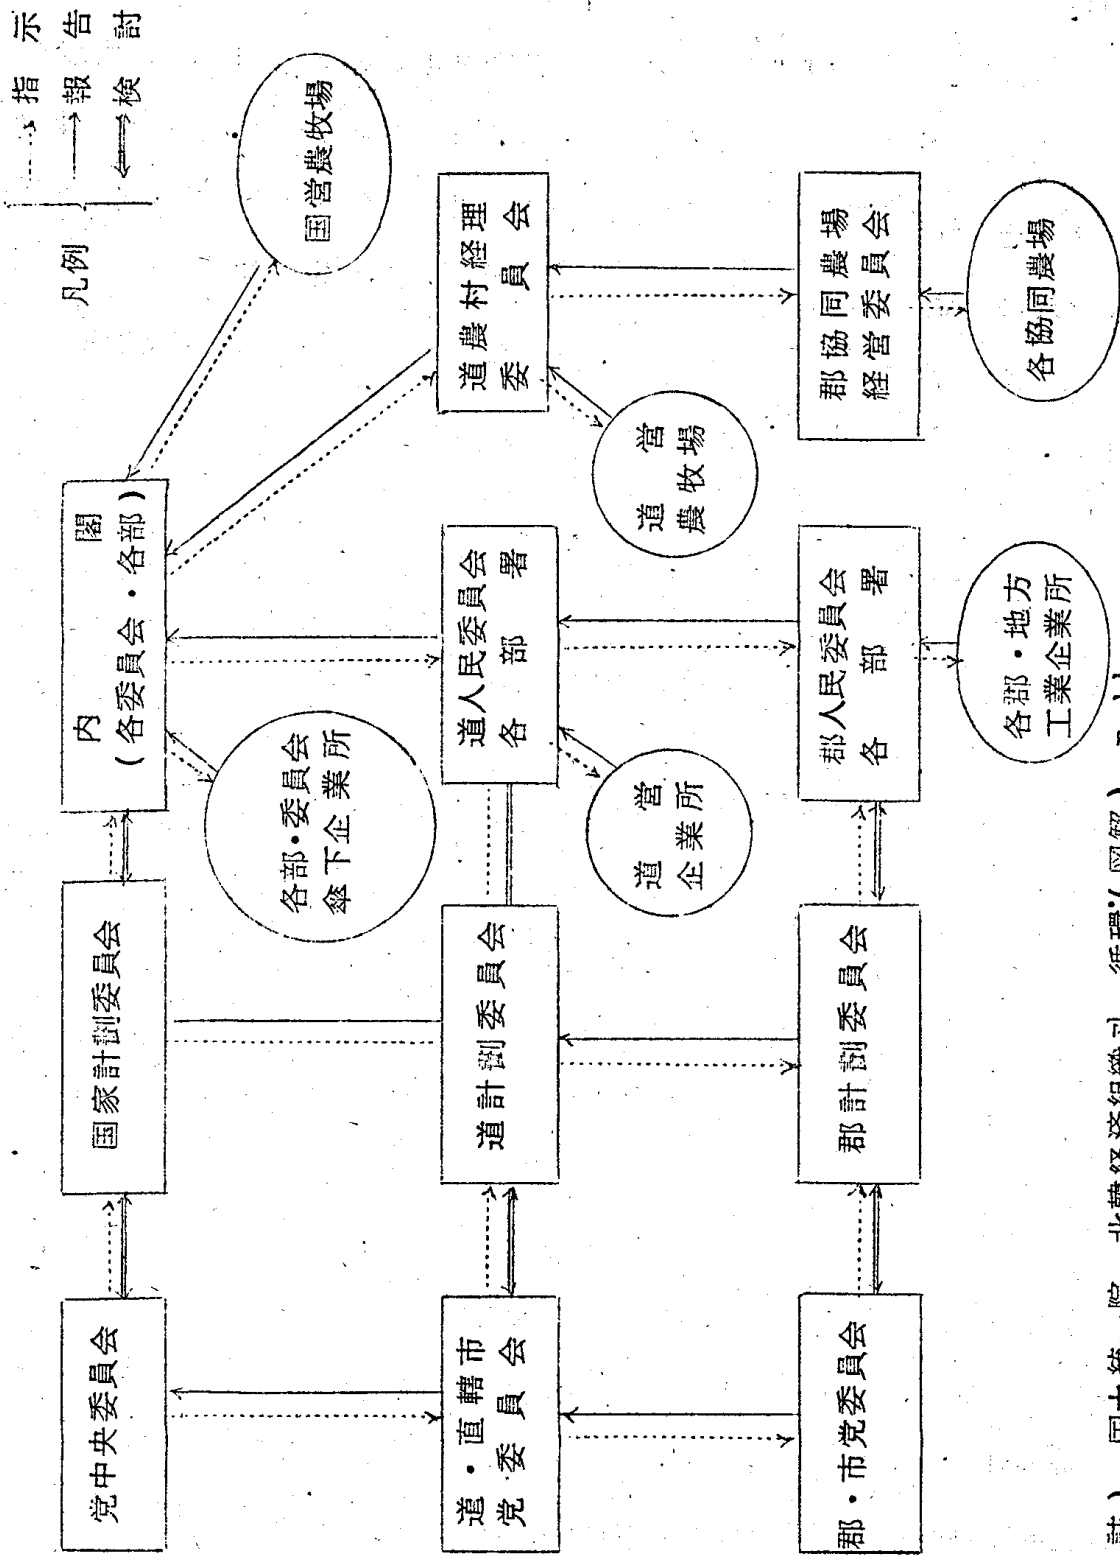 凡例
指示
報告
検討
党中央委員会
国家計劃委員会
内閣
(各委員会・各部)
国営農牧場
各部・委員会
傘下企業所
道・直轄市
党委員会
道計劃委員会
道人民委員会
各部署
道農村経理
委員会
道営
企業所
道営
農牧場
郡・市党委員会
郡計劃委員会
郡人民委員会
各部署
郡協同農場
経営委員会
各郡・地方
工業企業所
各協同農場